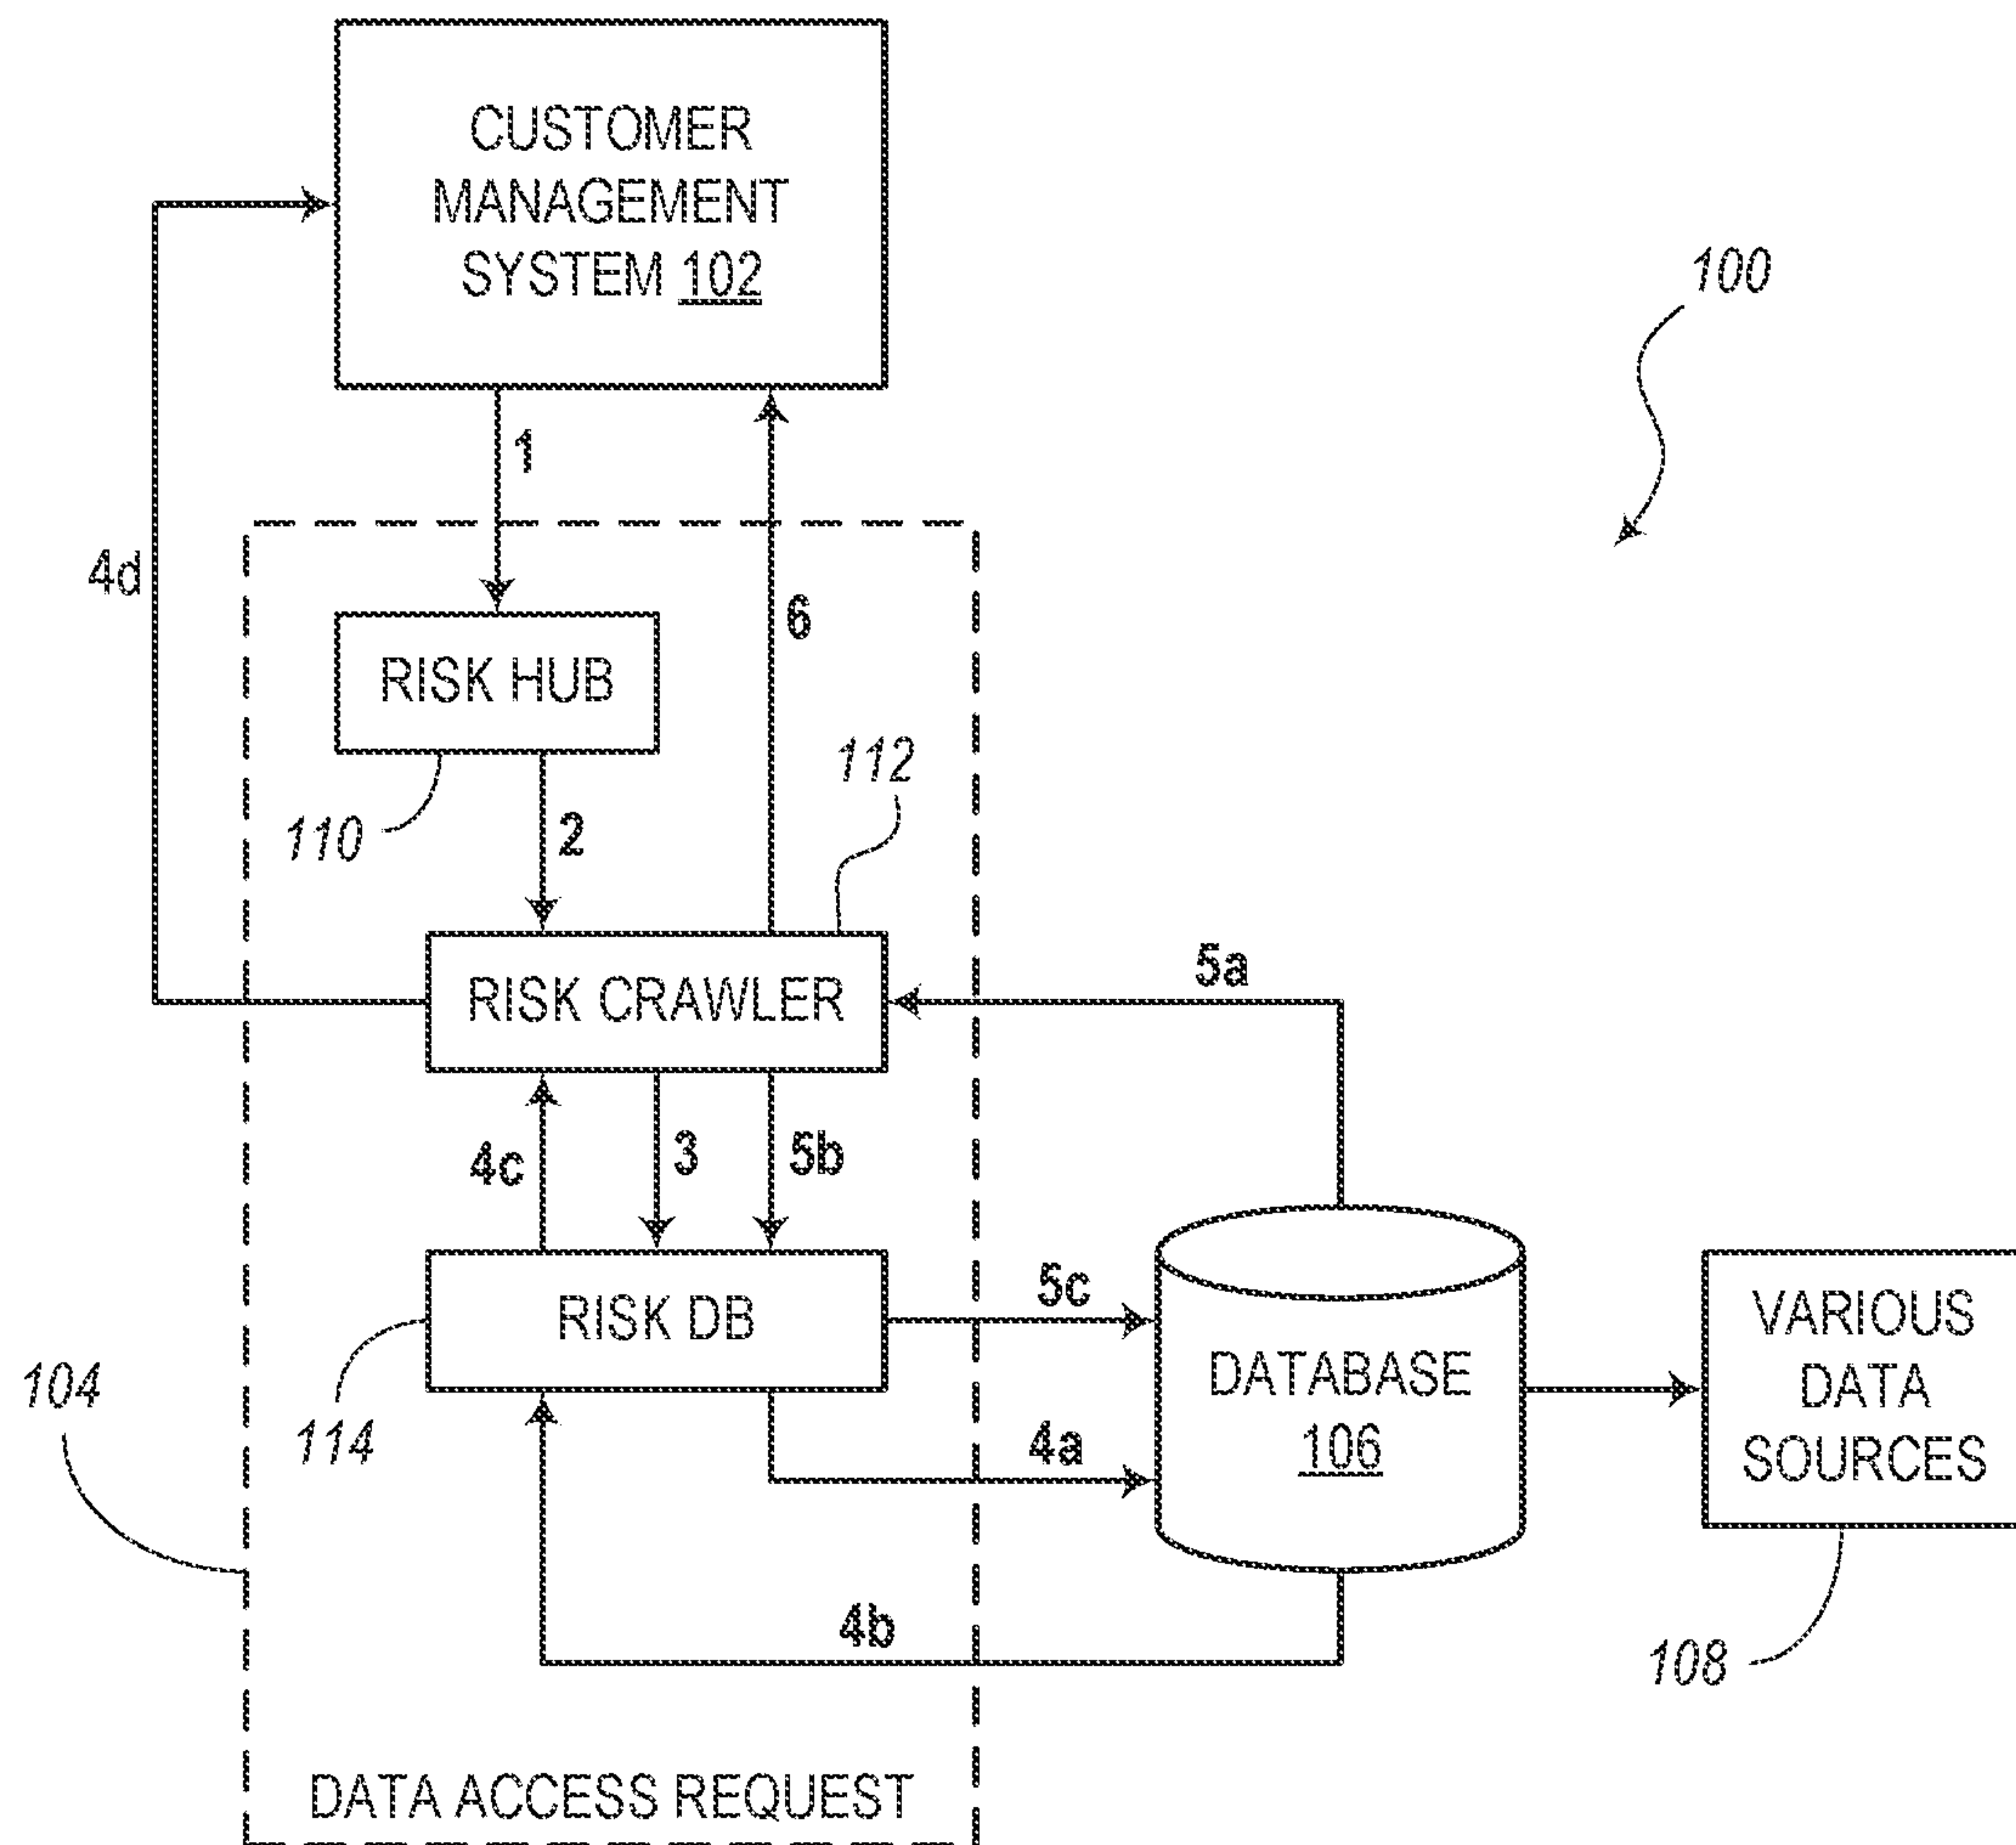 CUSTOMER
MANAGEMENT
SYSTEM 102
100
1
4d
6
RISK HUB
112
110
2
5a
RISK CRAWLER
4c
3
5b
5c
RISK DB
VARIOUS
DATA
SOURCES
DATABASE
106
104
114
4a
4b
108
DATA ACCESS REQUEST